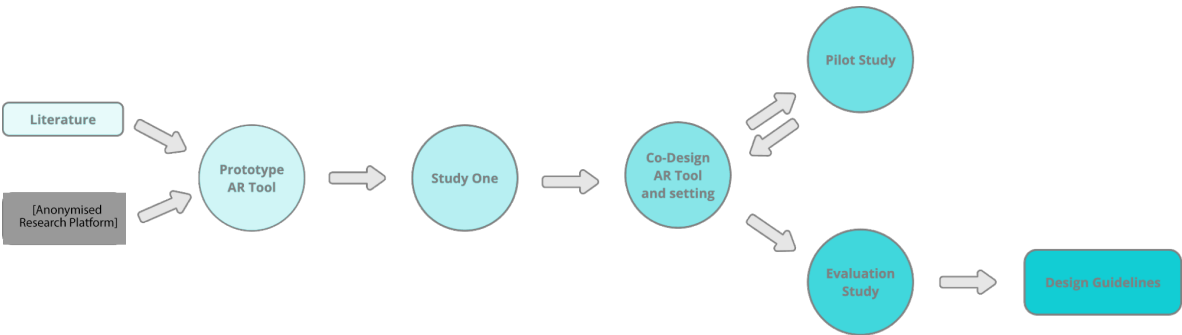 Literature
[Anonymised
Research Platform]
Prototype
AR Tool
Study One
Co-Design
AR Tool
and setting
Pilot Study
Evaluation
Study
Design Guidelines